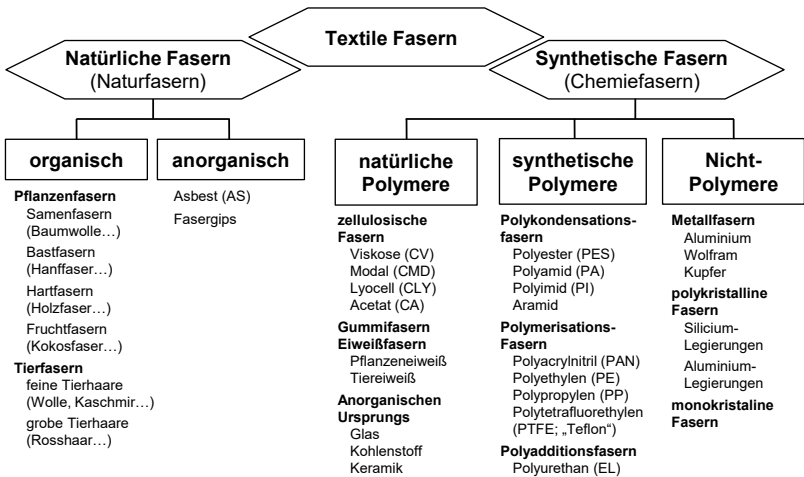 Textile Fasern
Natürliche Fasern
(Naturfasern)
Synthetische Fasern
(Chemiefasern)
organisch
anorganisch
natürliche
Polymere
synthetische
Polymere
Nicht-
Polymere
Pflanzenfasern
Samenfasern
(Baumwolle…)
Bastfasern
(Hanffaser…)
Hartfasern
(Holzfaser…)
Fruchtfasern
(Kokosfaser…)
Tierfasern
feine Tierhaare
(Wolle, Kaschmir…)
grobe Tierhaare
(Rosshaar…)
Asbest (AS)
Fasergips
zellulosische
Fasern
Viskose (CV)
Modal (CMD)
Lyocell (CLY)
Acetat (CA)
Gummifasern
Eiweißfasern
Pflanzeneiweiß
Tiereiweiß
Anorganischen
Ursprungs
Glas
Kohlenstoff
Keramik
Polykondensations-
fasern
Polyester (PES)
Polyamid (PA)
Polyimid (PI)
Aramid
Polymerisations-
Fasern
Polyacrylnitril (PAN)
Polyethylen (PE)
Polypropylen (PP)
Polytetrafluorethylen
(PTFE; „Teflon“)
Polyadditionsfasern
Polyurethan (EL)
Metallfasern
Aluminium
Wolfram
Kupfer
polykristalline
Fasern
Silicium-
Legierungen
Aluminium-
Legierungen
monokristaline
Fasern